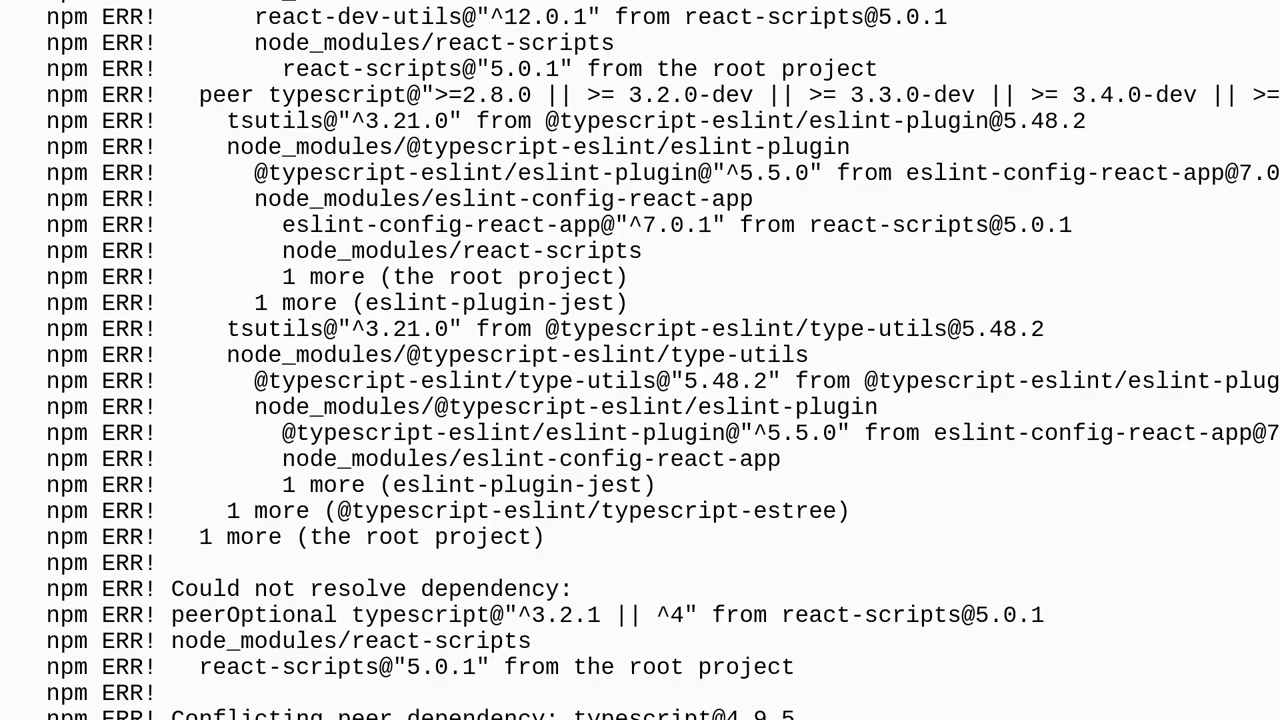 npm ERR! react-dev-utils@"^12.0.1" from react-scripts@5.0.1
npm ERR! node_modules/react-scripts
npm ERR! react-scripts@"5.0.1" from the root project
npm ERR! peer typescript@">=2.8.0 || >= 3.2.0-dev || >= 3.3.0-dev || >= 3.4.0-dev || >=
npm ERR! tsutils@"^3.21.0" from @typescript-eslint/eslint-plugin@5.48.2
npm ERR! node_modules/@typescript-eslint/eslint-plugin
npm ERR! @typescript-eslint/eslint-plugin@"^5.5.0" from eslint-config-react-app@7.0
npm ERR! node_modules/eslint-config-react-app
npm ERR! eslint-config-react-app@"^7.0.1" from react-scripts@5.0.1
npm ERR! node_modules/react-scripts
npm ERR! 1 more (the root project)
npm ERR! 1 more (eslint-plugin-jest)
npm ERR! tsutils@"^3.21.0" from @typescript-eslint/type-utils@5.48.2
npm ERR! node_modules/@typescript-eslint/type-utils
npm ERR! @typescript-eslint/type-utils@"5.48.2" from @typescript-eslint/eslint-plug
npm ERR! node_modules/@typescript-eslint/eslint-plugin
npm ERR! @typescript-eslint/eslint-plugin@"^5.5.0" from eslint-config-react-app@7
npm ERR! node_modules/eslint-config-react-app
npm ERR! 1 more (eslint-plugin-jest)
npm ERR! 1 more (@typescript-eslint/typescript-estree)
npm ERR! 1 more (the root project)
npm ERR!
npm ERR! Could not resolve dependency:
npm ERR! peerOptional typescript@"^3.2.1 || ^4" from react-scripts@5.0.1
npm ERR! node_modules/react-scripts
npm ERR! react-scripts@"5.0.1" from the root project
npm ERR!
npm ERR! Conflicting peer dependency: typescript@4.9.5